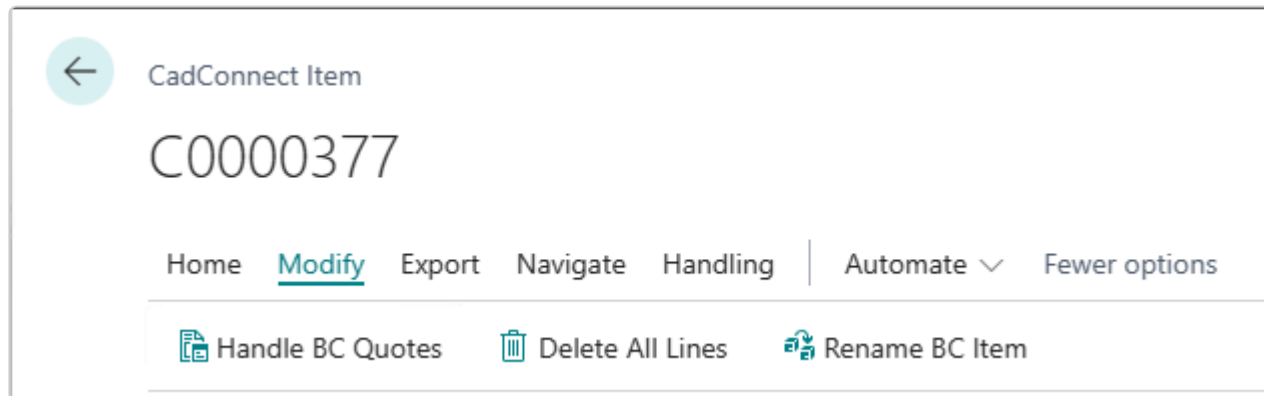 CadConnect Item
C0000377
Home Modify Export Navigate Handling Automate Fewer options
Handle BC Quotes Delete All Lines Rename BC Item